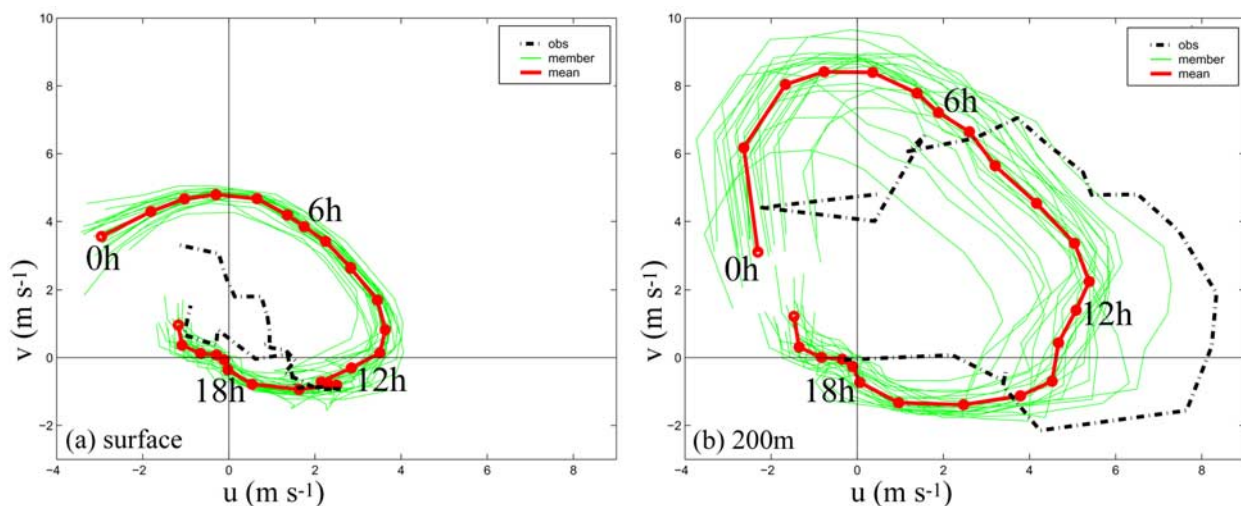 10
8
6
4
2
0
−2
−4
−2
0
2
4
6
8
v (m s-1)
u (m s-1)
obs
member
mean
0h
6h
12h
18h
(a) surface
10
8
6
4
2
0
−2
−4
−2
0
2
4
6
8
v (m s-1)
u (m s-1)
obs
member
mean
0h
6h
12h
18h
(b) 200m